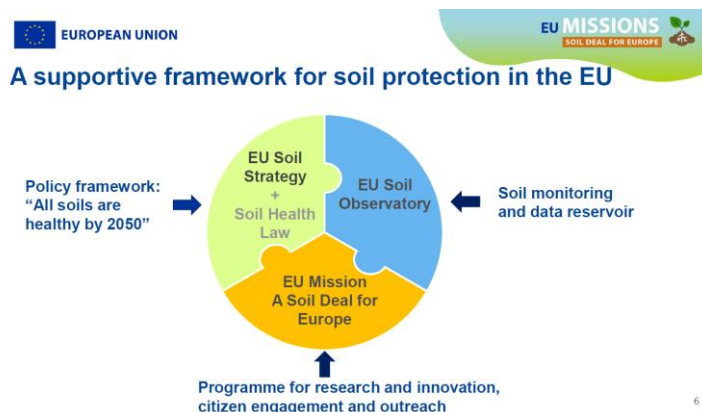 EUROPEAN UNION
EU MISSIONS
SOIL DEAL FOR EUROPE
A supportive framework for soil protection in the EU
Policy framework:
“All soils are
healthy by 2050”
EU Soil
Strategy
+
Soil Health
Law
EU Soil
Observatory
Soil monitoring
and data reservoir
EU Mission
A Soil Deal for
Europe
Programme for research and innovation,
citizen engagement and outreach
6